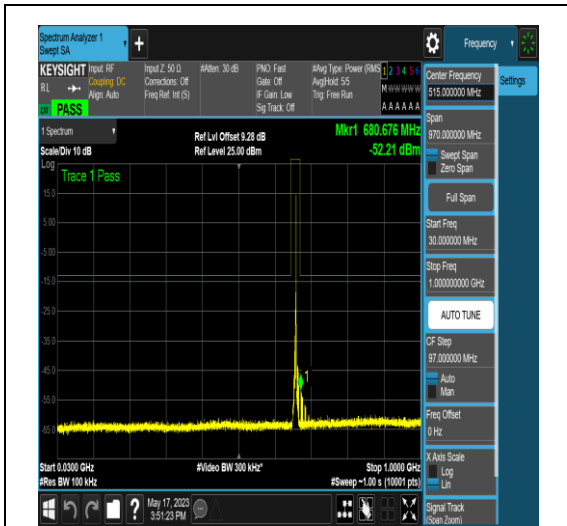 Spectrum Analyzer 1
Swept SA
+
Frequency
KEYSIGHT
RL
PASS
Input: RF
Coupling: DC
Align: Auto
Input Z: 50 Ω
Corrections: Off
Freq Ref: Int (S)
#Atten: 30 dB
PNO: Fast
Gate: Off
IF Gain: Low
Sig Track: Off
#Avg Type: Power (RMS
Avg|Hold: 5/5
Trig: Free Run
1 2 3 4 5 6
M W W W W W
A A A A A A
Center Frequency
515.000000 MHz
Settings
Span
970.000000 MHz
Swept Span
Zero Span
Full Span
Start Freq
30.000000 MHz
Stop Freq
1.000000000 GHz
AUTO TUNE
CF Step
97.000000 MHz
Auto
Man
Freq Offset
0 Hz
X Axis Scale
Log
Lin
Signal Track
(Span Zoom)
1 Spectrum
Scale/Div 10 dB
Ref Lvl Offset 9.28 dB
Ref Level 25.00 dBm
Mkr1 680.676 MHz
-52.21 dBm
Log
Trace 1 Pass
15.0
5.00
-5.00
-15.0
-25.0
-35.0
-45.0
-55.0
-65.0
1
Start 0.0300 GHz
#Res BW 100 kHz
#Video BW 300 kHz*
Stop 1.0000 GHz
#Sweep ~1.00 s (10001 pts)
?
May 17, 2023
3:51:23 PM